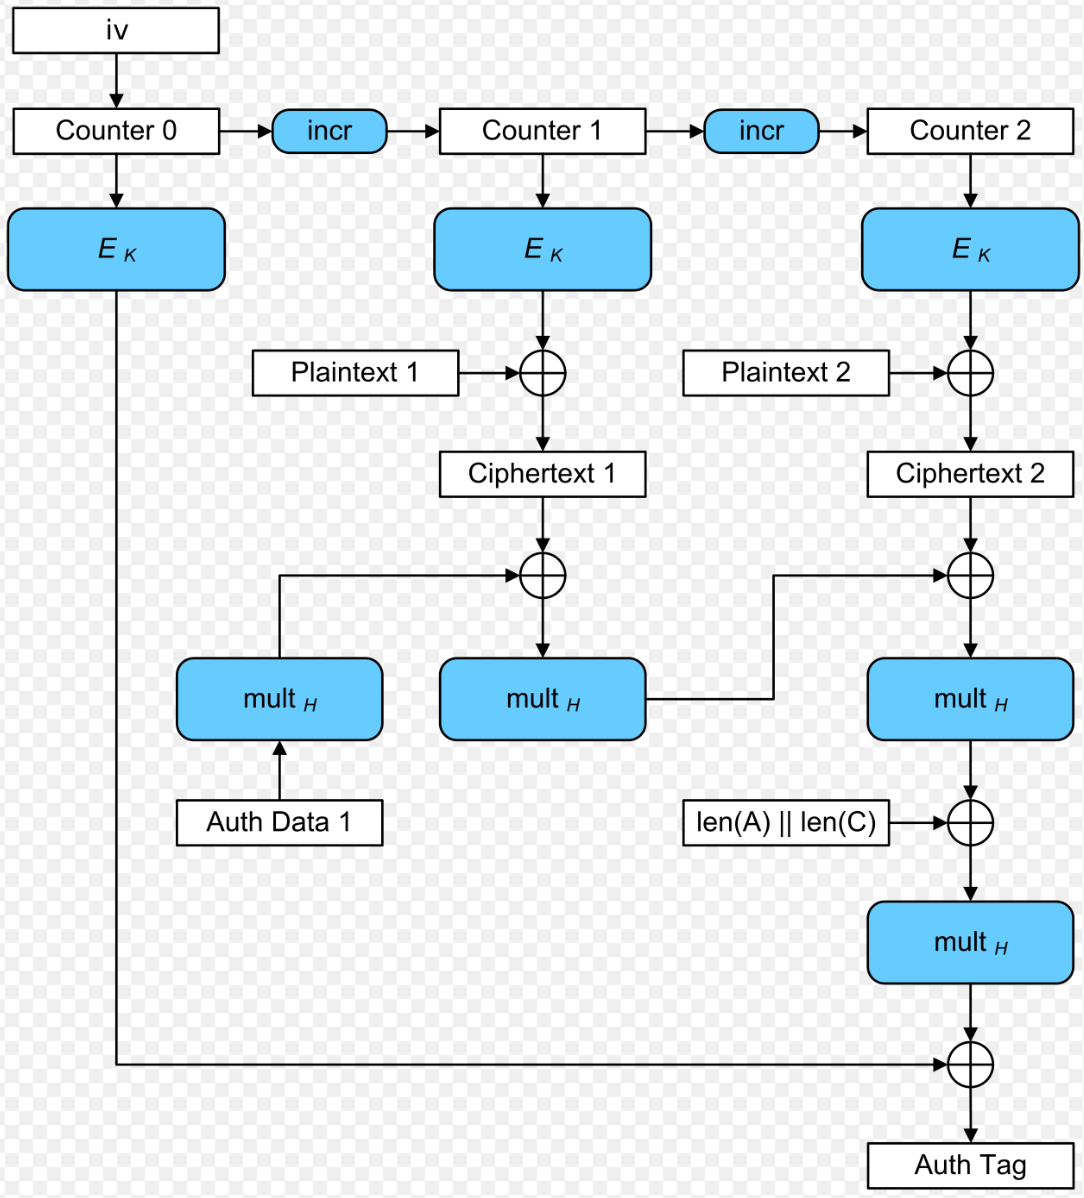 iv
Counter 0
incr
Counter 1
incr
Counter 2
E K
E K
E K
Plaintext 1
Plaintext 2
Ciphertext 1
Ciphertext 2
mult H
mult H
mult H
Auth Data 1
len(A) || len(C)
mult H
Auth Tag